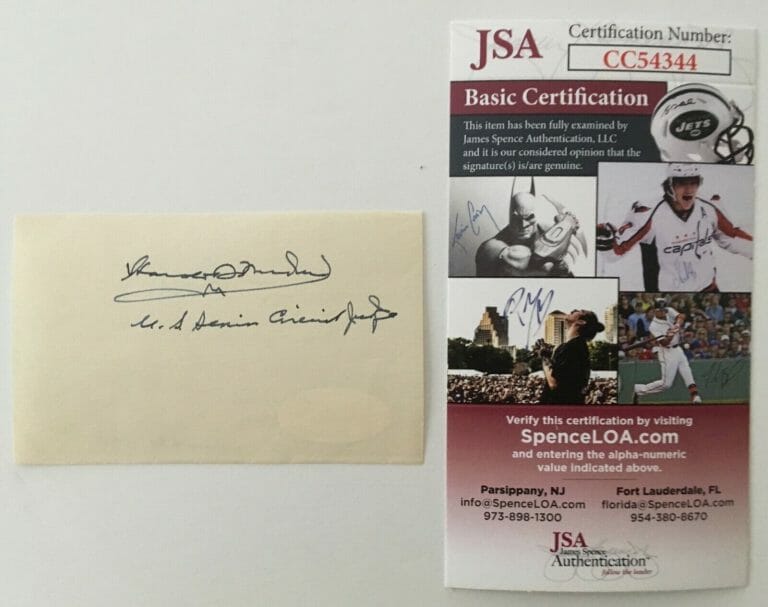 U.S Senior Circuit Judge
JSA
Certification Number:
CC54344
Basic Certification
This item has been fully examined by
James Spence Authentication, LLC
and it is our considered opinion that the
signature(s) is/are genuine.
JETS
capitals
Verify this certification by visiting
SpenceLOA.com
and entering the alpha-numeric
value indicated above.
Parsippany, NJ
info@SpenceLOA.com
973-898-1300
Fort Lauderdale, FL
florida@SpenceLOA.com
954-380-8670
JSA
James Spence
Authentication
follow the leader